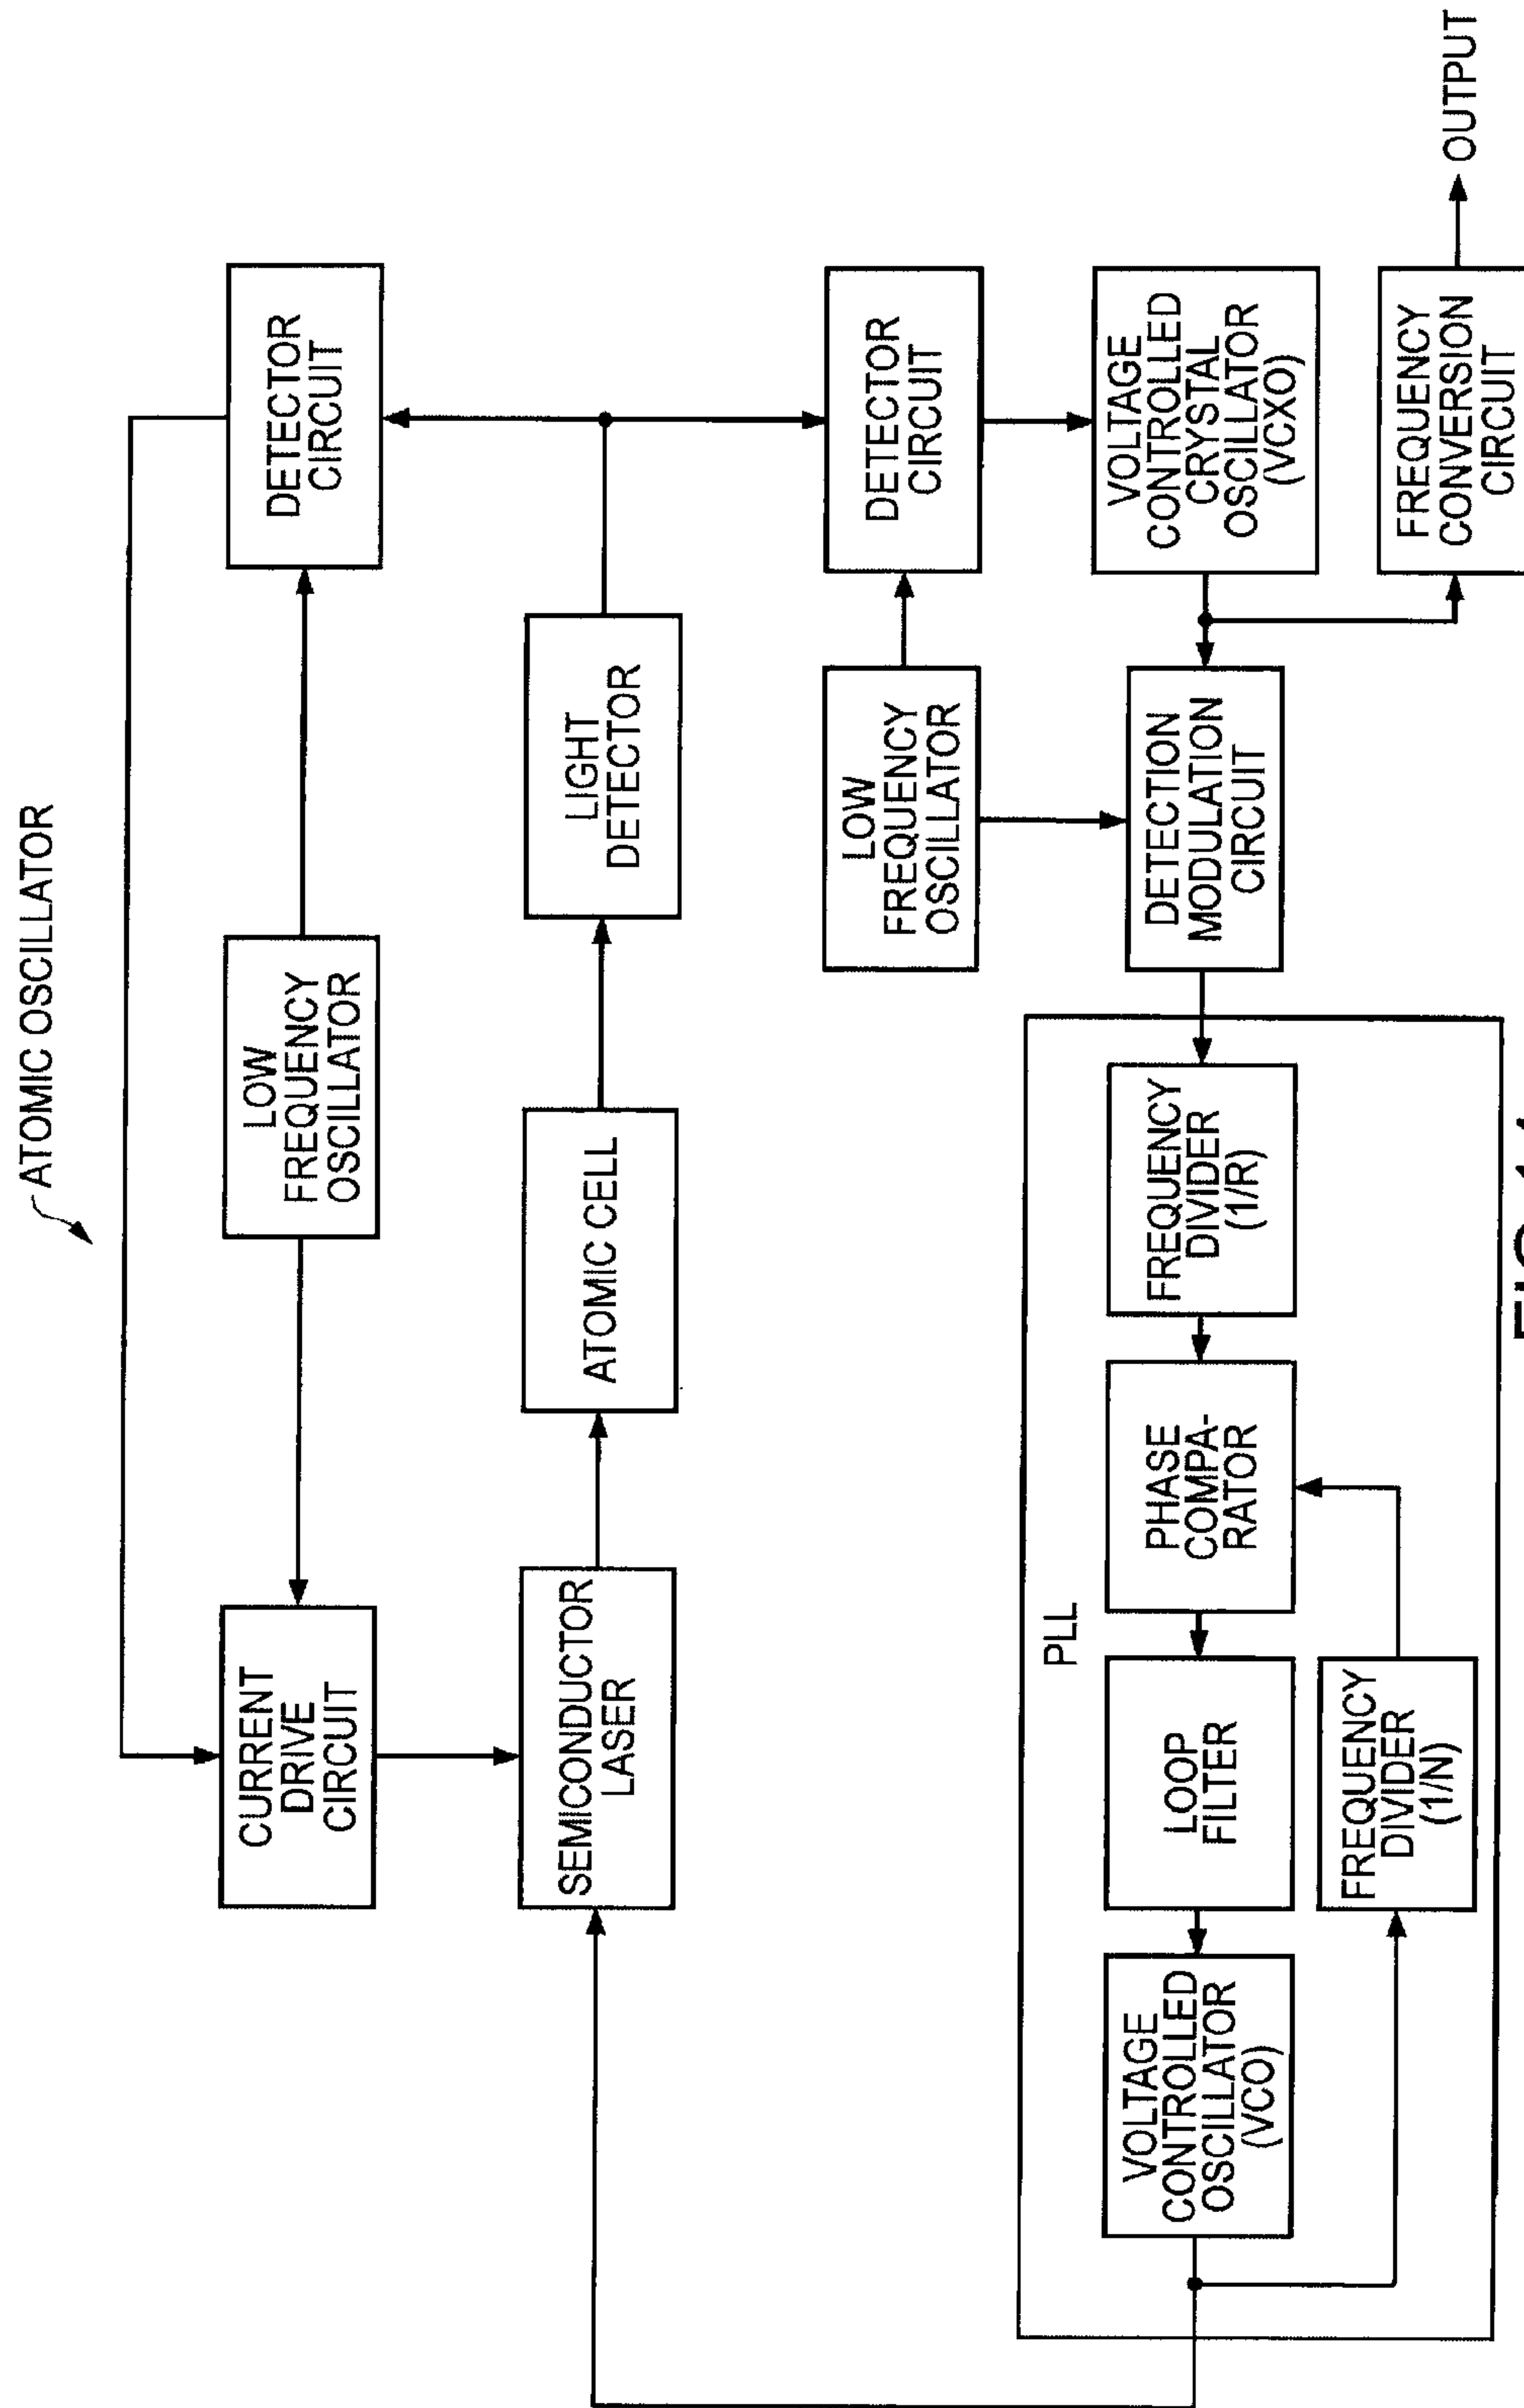 ATOMIC OSCILLATOR
CURRENT
DRIVE
CIRCUIT
LOW
FREQUENCY
OSCILLATOR
DETECTOR
CIRCUIT
SEMICONDUCTOR
LASER
ATOMIC CELL
LIGHT
DETECTOR
LOW
FREQUENCY
OSCILLATOR
DETECTOR
CIRCUIT
PLL
VOLTAGE
CONTROLLED
OSCILLATOR
(VCO)
LOOP
FILTER
PHASE
COMPA-
RATOR
FREQUENCY
DIVIDER
(1/R)
DETECTION
MODULATION
CIRCUIT
VOLTAGE
CONTROLLED
CRYSTAL
OSCILLATOR
(VCXO)
FREQUENCY
DIVIDER
(1/N)
FREQUENCY
CONVERSION
CIRCUIT
OUTPUT